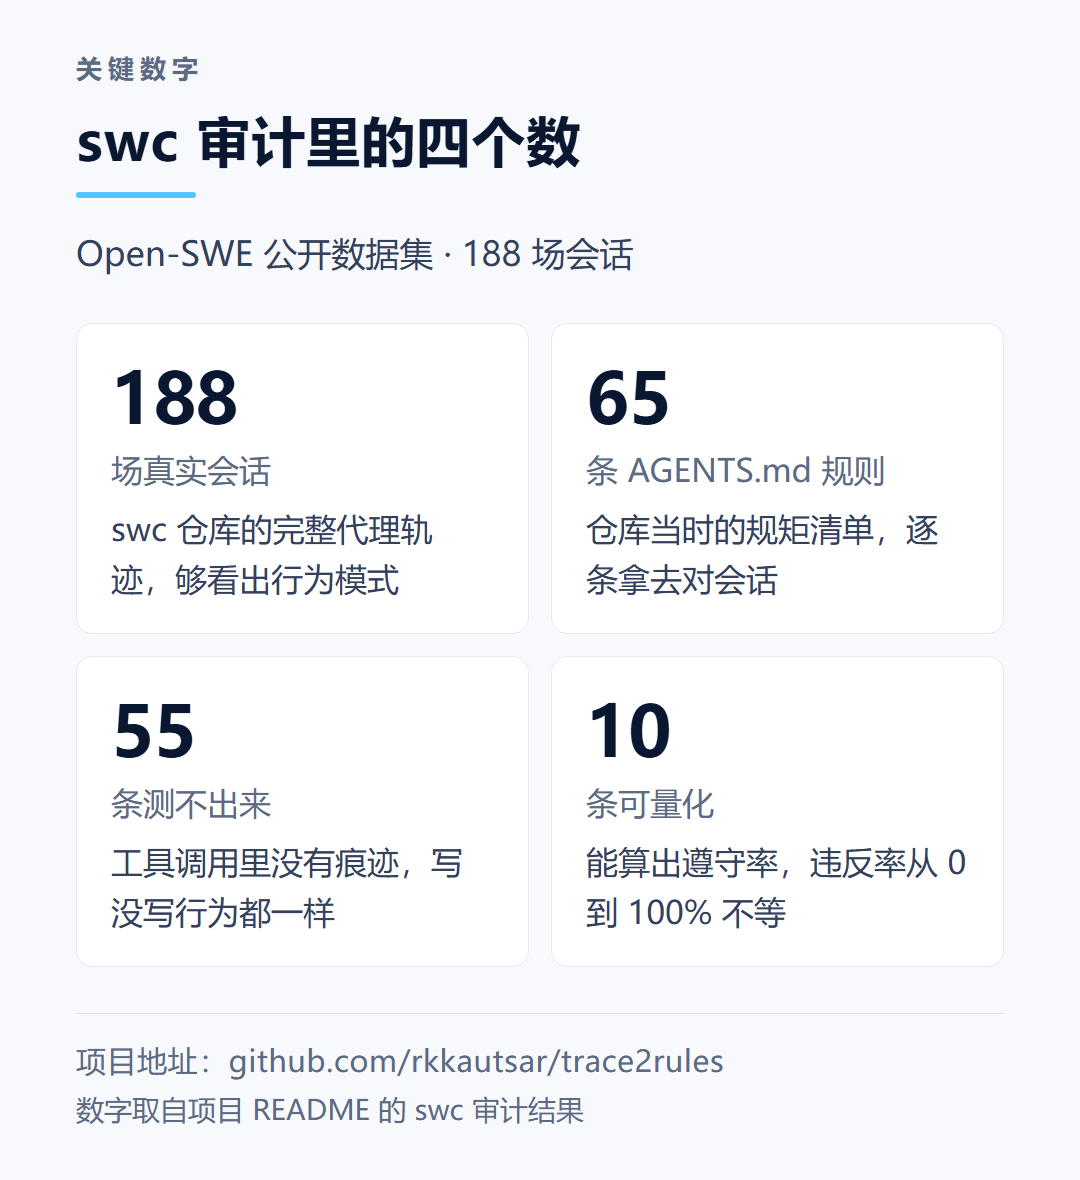 关键数字
swc 审计里的四个数
Open-SWE 公开数据集 · 188 场会话
188
场真实会话
swc 仓库的完整代理轨
迹，够看出行为模式
65
条 AGENTS.md 规则
仓库当时的规矩清单，逐
条拿去对会话
55
条测不出来
工具调用里没有痕迹，写
没写行为都一样
10
条可量化
能算出遵守率，违反率从 0
到 100% 不等
项目地址：github.com/rkkautsar/trace2rules
数字取自项目 README 的 swc 审计结果